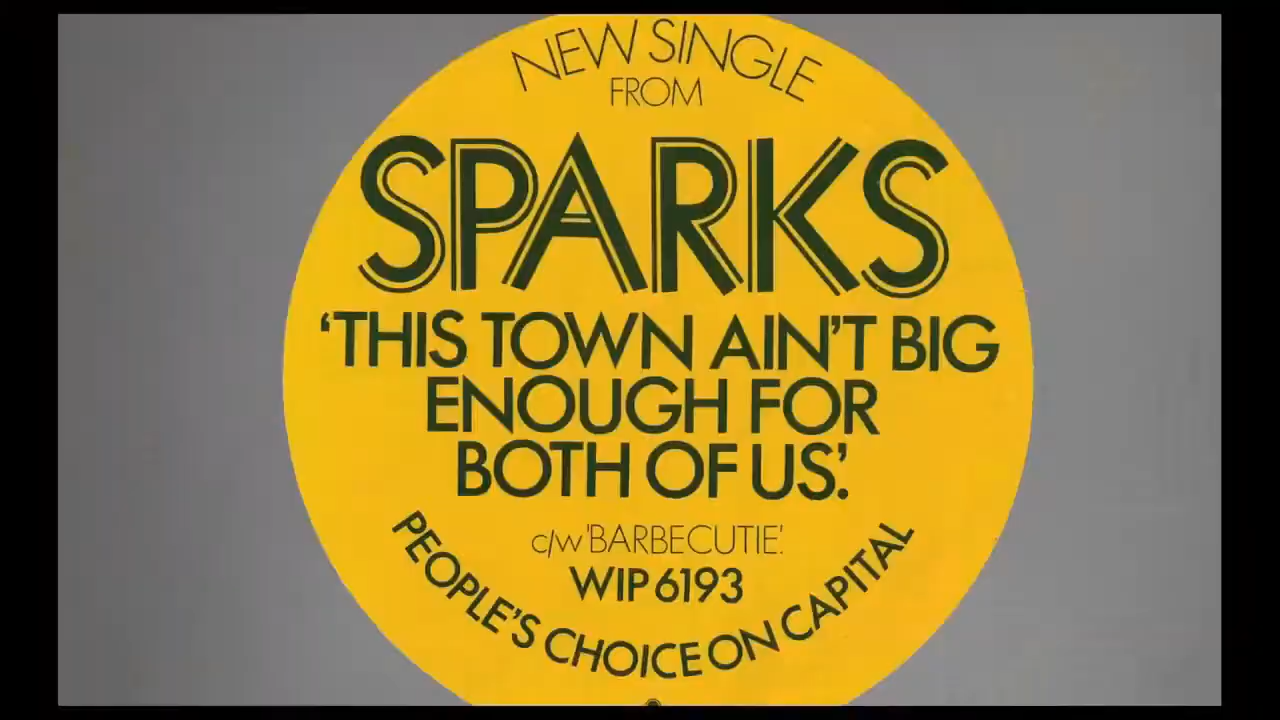 NEW SINGLE
FROM
SPARKS
‘THIS TOWN AIN’T BIG
ENOUGH FOR
BOTH OF US’.
c/w 'BARBECUTIE'.
WIP 6193
PEOPLE’S CHOICE ON CAPITAL